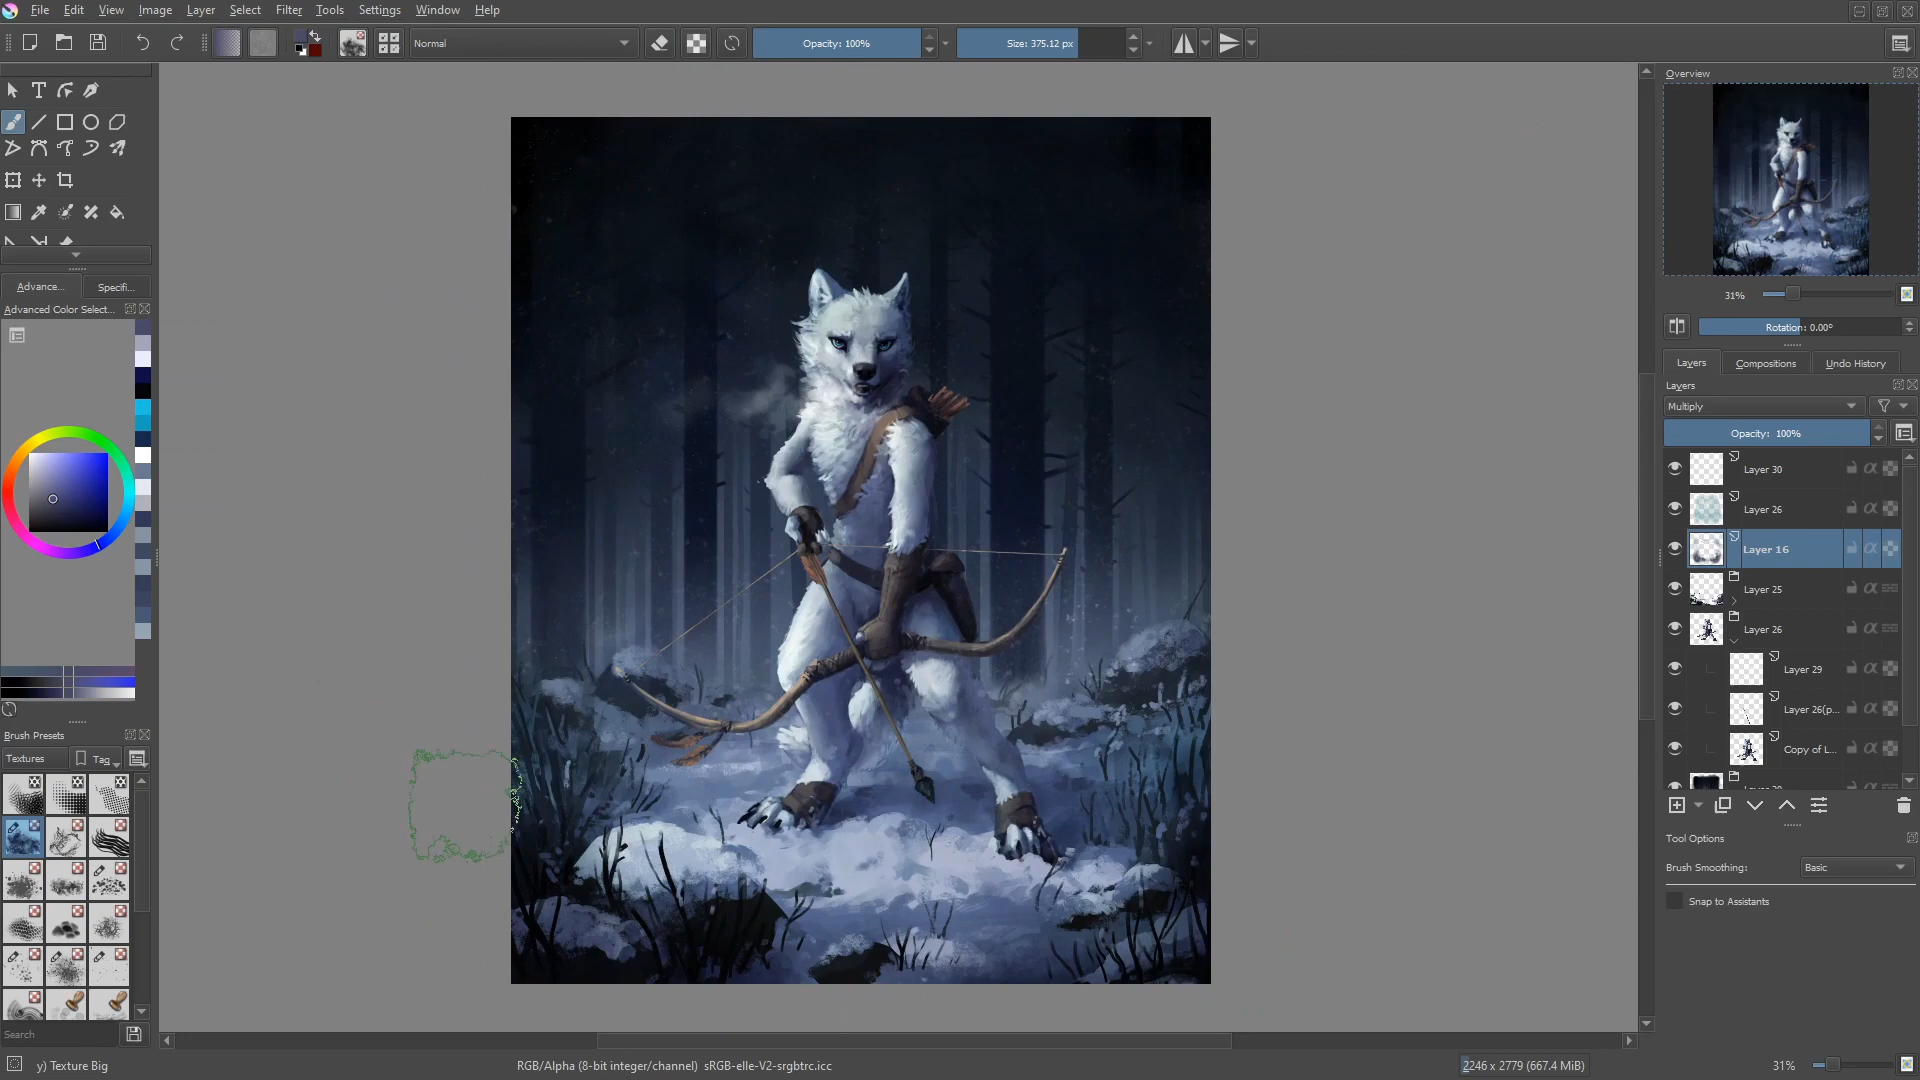 File Edit View Image Layer Select Filter Tools Settings Window Help
Normal
Opacity: 100%
Size: 375.12 px
Overview
31%
Rotation: 0.00°
Layers Compositions Undo History
Layers
Multiply
Opacity: 100%
Layer 30
Layer 26
Layer 16
Layer 25
Layer 26
Layer 29
Layer 26(p...
Copy of L...
Tool Options
Brush Smoothing: Basic
Snap to Assistants
Advance... Specifi...
Advanced Color Select...
Brush Presets
Textures Tag
Search
y) Texture Big
RGB/Alpha (8-bit integer/channel) sRGB-elle-V2-srgbtrc.icc
2246 x 2779 (667.4 MiB)
31%